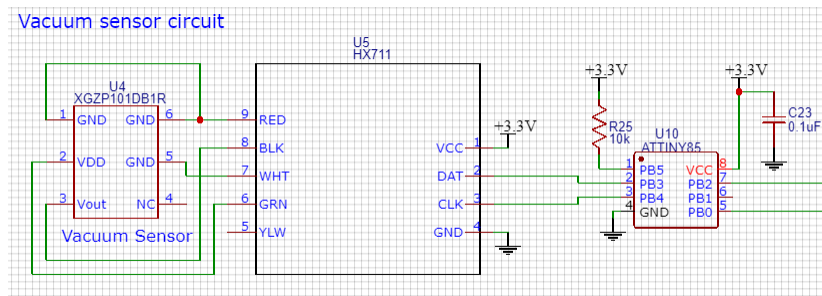 Vacuum sensor circuit
U4
XGZP101DB1R
1 GND GND 6
2 VDD GND 5
3 Vout NC 4
Vacuum Sensor
U5
HX711
9 RED
8 BLK
7 WHT
6 GRN
5 YLW
VCC 1
DAT 2
CLK 3
GND 4
+3.3V
+3.3V
R25
10k
U10
ATTINY85
1 PB5 VCC 8
2 PB3 PB2 7
3 PB4 PB1 6
4 GND PB0 5
+3.3V
C23
0.1uF